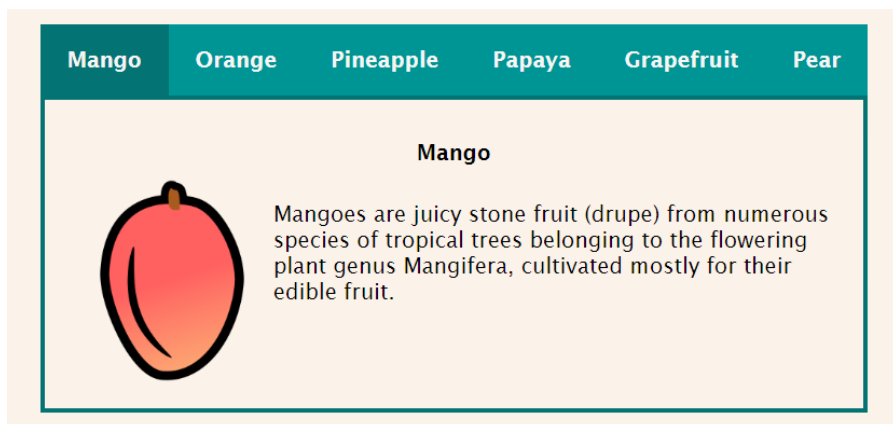 Mango Orange Pineapple Papaya Grapefruit Pear
Mango
Mangoes are juicy stone fruit (drupe) from numerous
species of tropical trees belonging to the flowering
plant genus Mangifera, cultivated mostly for their
edible fruit.